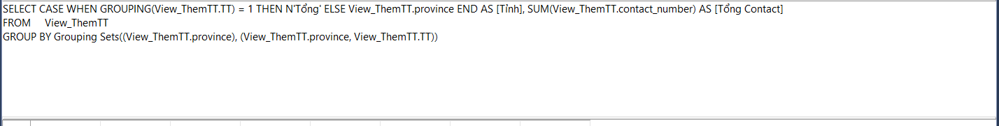 SELECT CASE WHEN GROUPING(View_ThemTT.TT) = 1 THEN N'Tổng' ELSE View_ThemTT.province END AS [Tỉnh], SUM(View_ThemTT.contact_number) AS [Tổng Contact]
FROM View_ThemTT
GROUP BY Grouping Sets((View_ThemTT.province), (View_ThemTT.province, View_ThemTT.TT))